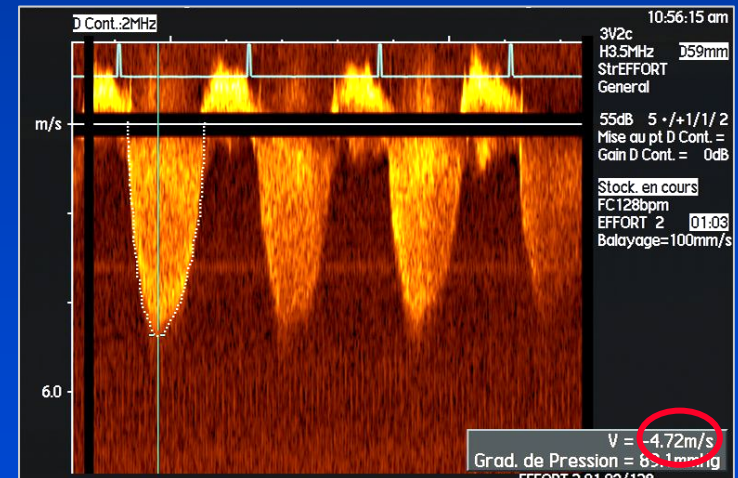 D Cont.:2MHz
10:56:15 am
3V2c
H3.5MHz D59mm
StrEFFORT
General
m/s
55dB 5 •/+1/1/ 2
Mise au pt D Cont. =
Gain D Cont. = 0dB
Stock. en cours
FC128bpm
EFFORT 2 01:03
Balayage=100mm/s
6.0
V = -4.72m/s
Grad. de Pression = 89.1mmHg